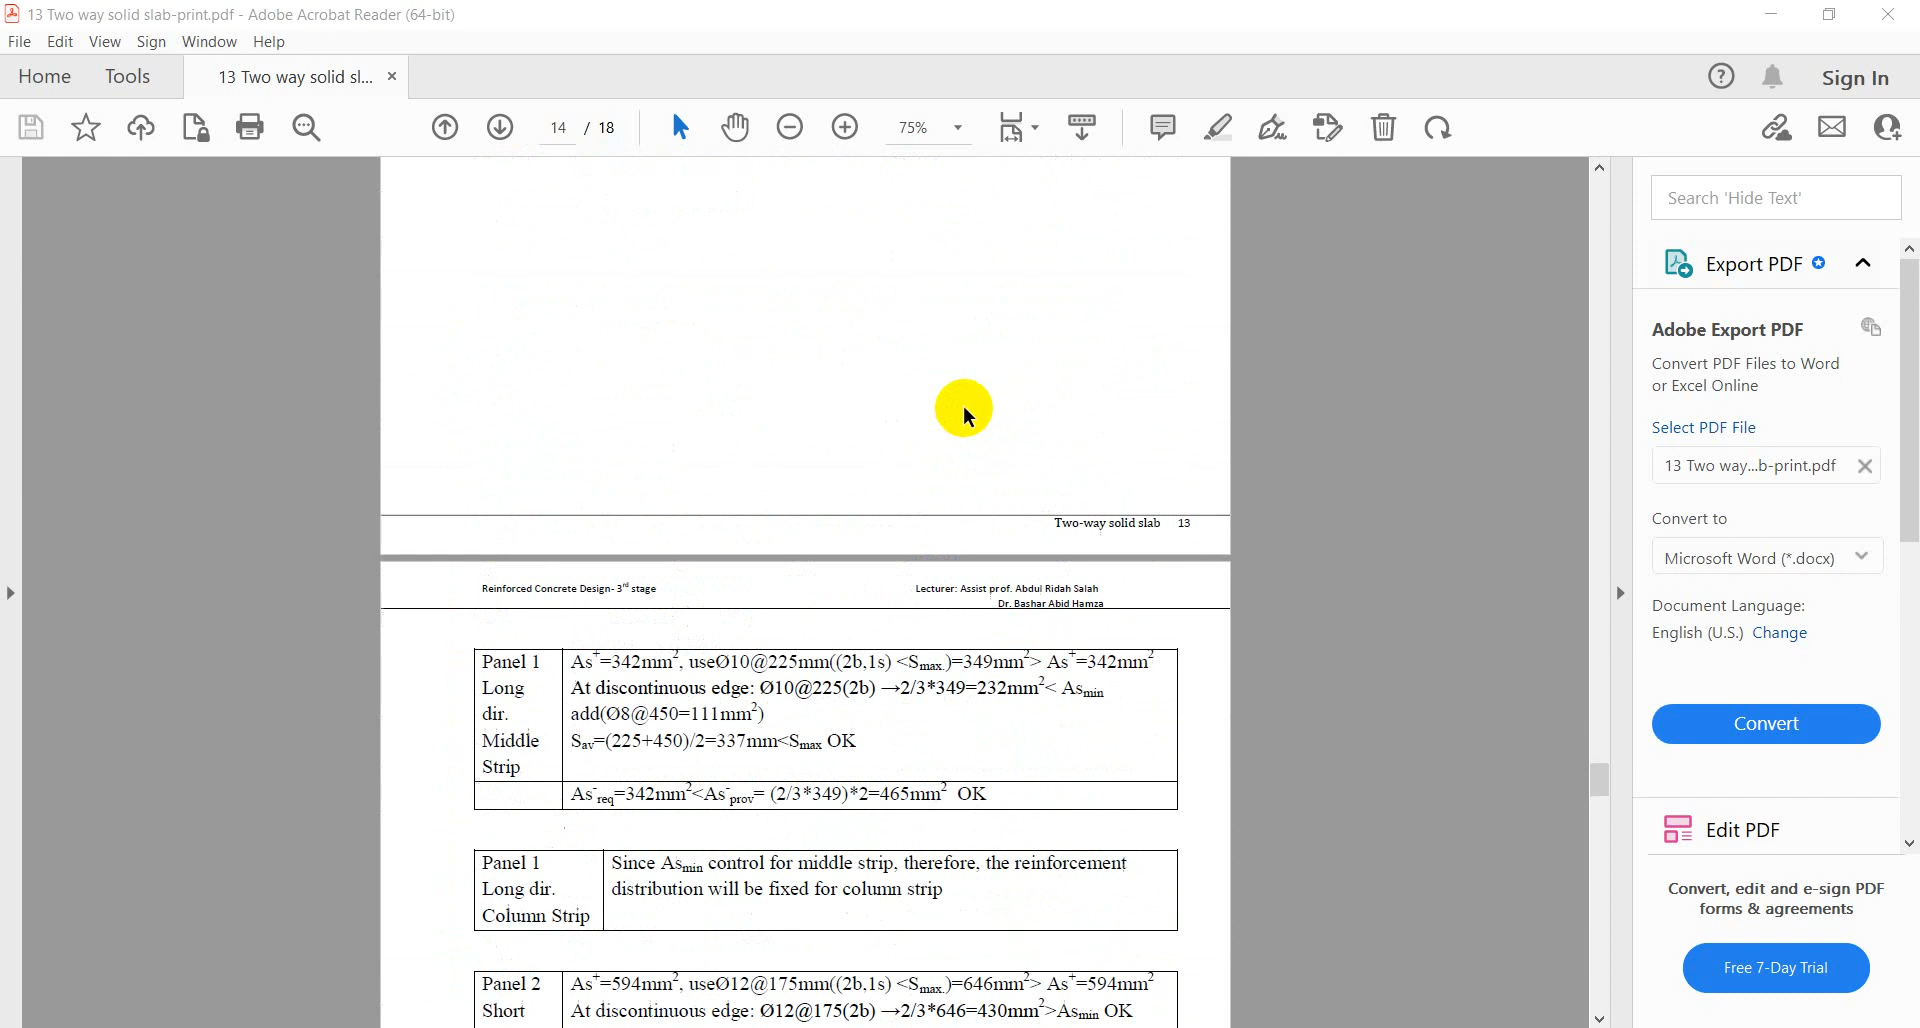 13 Two way solid slab-print.pdf - Adobe Acrobat Reader (64-bit)
File Edit View Sign Window Help
Home Tools 13 Two way solid sl... Sign In
14 / 18 75%
Search 'Hide Text'
Export PDF
Adobe Export PDF
Convert PDF Files to Word
or Excel Online
Select PDF File
13 Two way...b-print.pdf
Convert to
Microsoft Word (*.docx)
Document Language:
English (U.S.) Change
Convert
Edit PDF
Convert, edit and e-sign PDF
forms & agreements
Free 7-Day Trial
Two-way solid slab 13
Reinforced Concrete Design- 3rd stage
Lecturer: Assist prof. Abdul Ridah Salah
Dr. Bashar Abid Hamza
Panel 1
Long
dir.
Middle
Strip
As+=342mm², useØ10@225mm((2b,1s) <Smax.)=349mm²> As+=342mm²
At discontinuous edge: Ø10@225(2b) →2/3*349=232mm²< Asmin
add(Ø8@450=111mm²)
Sav=(225+450)/2=337mm<Smax OK
As-req=342mm²<As-prov= (2/3*349)*2=465mm² OK
Panel 1
Long dir.
Column Strip
Since Asmin control for middle strip, therefore, the reinforcement
distribution will be fixed for column strip
Panel 2
Short
As+=594mm², useØ12@175mm((2b,1s) <Smax.)=646mm²> As+=594mm²
At discontinuous edge: Ø12@175(2b) →2/3*646=430mm²>Asmin OK